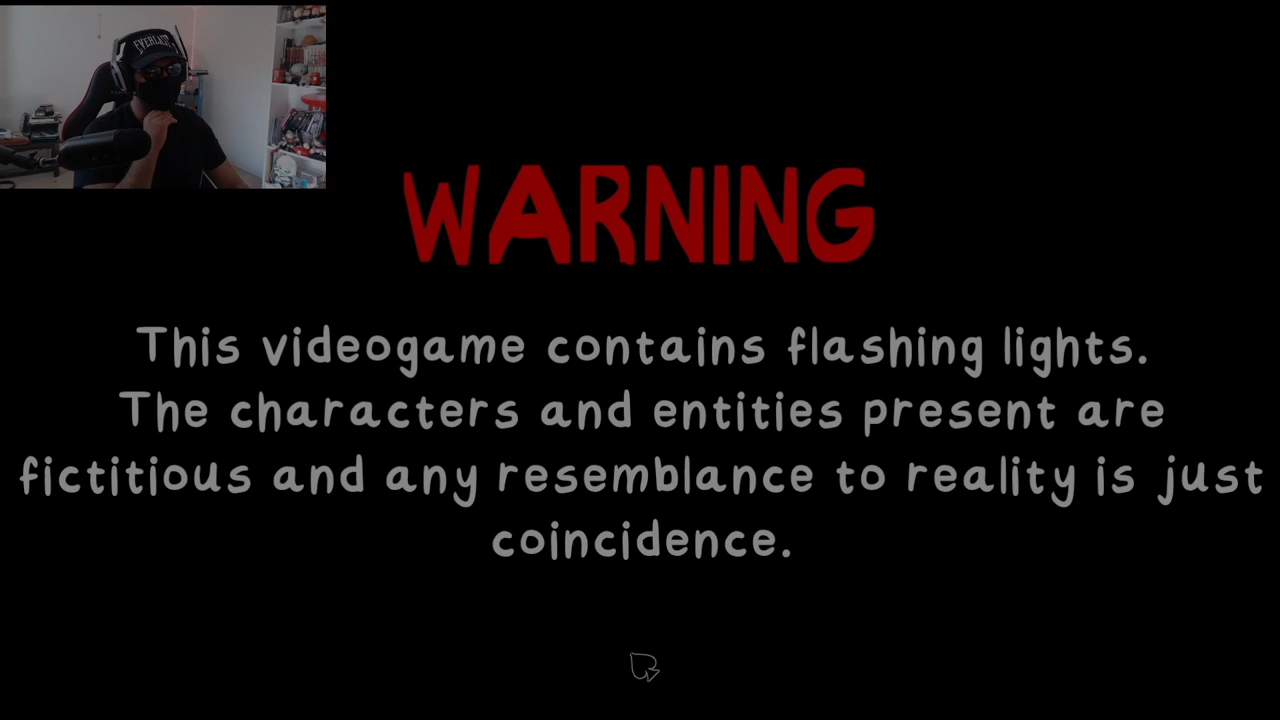 EVERLAST
WARNING
This videogame contains flashing lights.
The characters and entities present are
fictitious and any resemblance to reality is just
coincidence.